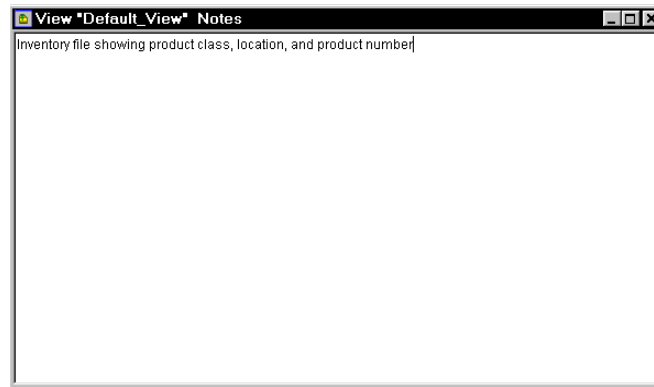 View "Default_View" Notes
Inventory file showing product class, location, and product number